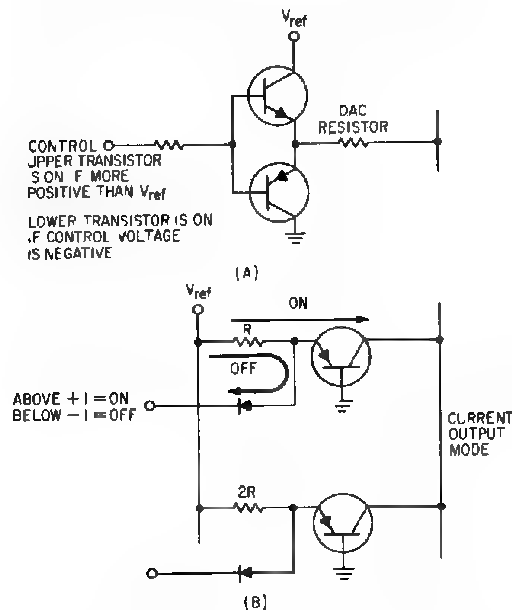 Vref
DAC
RESISTOR
CONTROL
UPPER TRANSISTOR
S ON F MORE
POSITIVE THAN Vref
LOWER TRANSISTOR IS ON
.F CONTROL VOLTAGE
IS NEGATIVE
(A)
Vref
ON
R
OFF
ABOVE +1=ON
BELOW -1=OFF
CURRENT
OUTPUT
MODE
2R
(B)